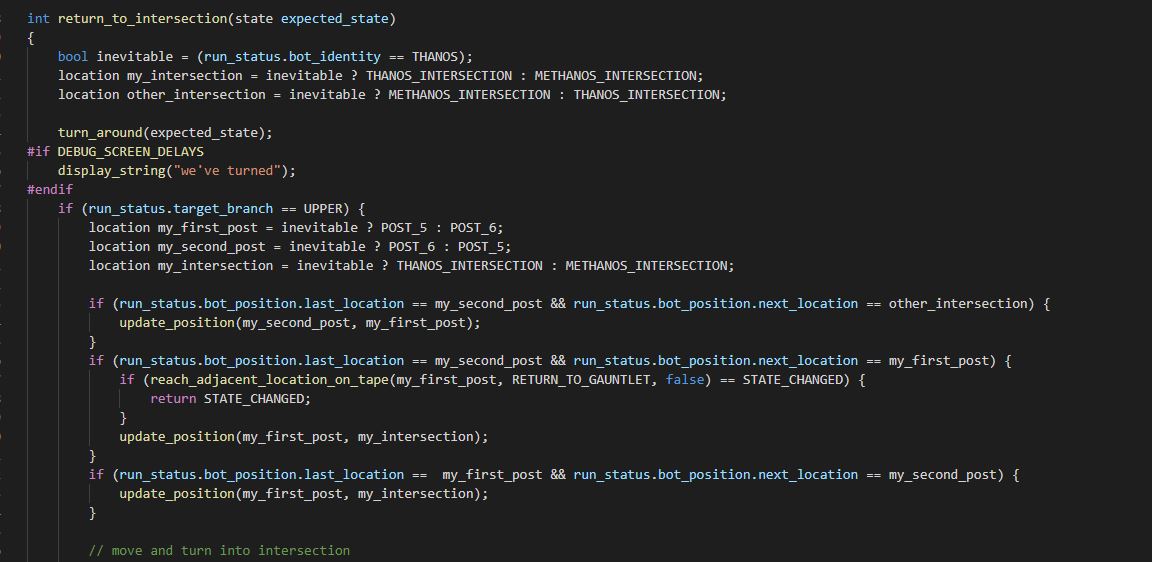 int return_to_intersection(state expected_state)
{
    bool inevitable = (run_status.bot_identity == THANOS);
    location my_intersection = inevitable ? THANOS_INTERSECTION : METHANOS_INTERSECTION;
    location other_intersection = inevitable ? METHANOS_INTERSECTION : THANOS_INTERSECTION;

    turn_around(expected_state);
#if DEBUG_SCREEN_DELAYS
    display_string("we've turned");
#endif
    if (run_status.target_branch == UPPER) {
        location my_first_post = inevitable ? POST_5 : POST_6;
        location my_second_post = inevitable ? POST_6 : POST_5;
        location my_intersection = inevitable ? THANOS_INTERSECTION : METHANOS_INTERSECTION;

        if (run_status.bot_position.last_location == my_second_post && run_status.bot_position.next_location == other_intersection) {
            update_position(my_second_post, my_first_post);
        }
        if (run_status.bot_position.last_location == my_second_post && run_status.bot_position.next_location == my_first_post) {
            if (reach_adjacent_location_on_tape(my_first_post, RETURN_TO_GAUNTLET, false) == STATE_CHANGED) {
                return STATE_CHANGED;
            }
            update_position(my_first_post, my_intersection);
        }
        if (run_status.bot_position.last_location ==  my_first_post && run_status.bot_position.next_location == my_second_post) {
            update_position(my_first_post, my_intersection);
        }

        // move and turn into intersection